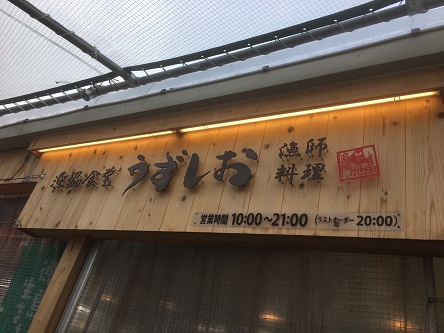 漁師食堂 うずしお 漁師料理
営業時間 10:00〜21:00 (ラストオーダー 20:00)